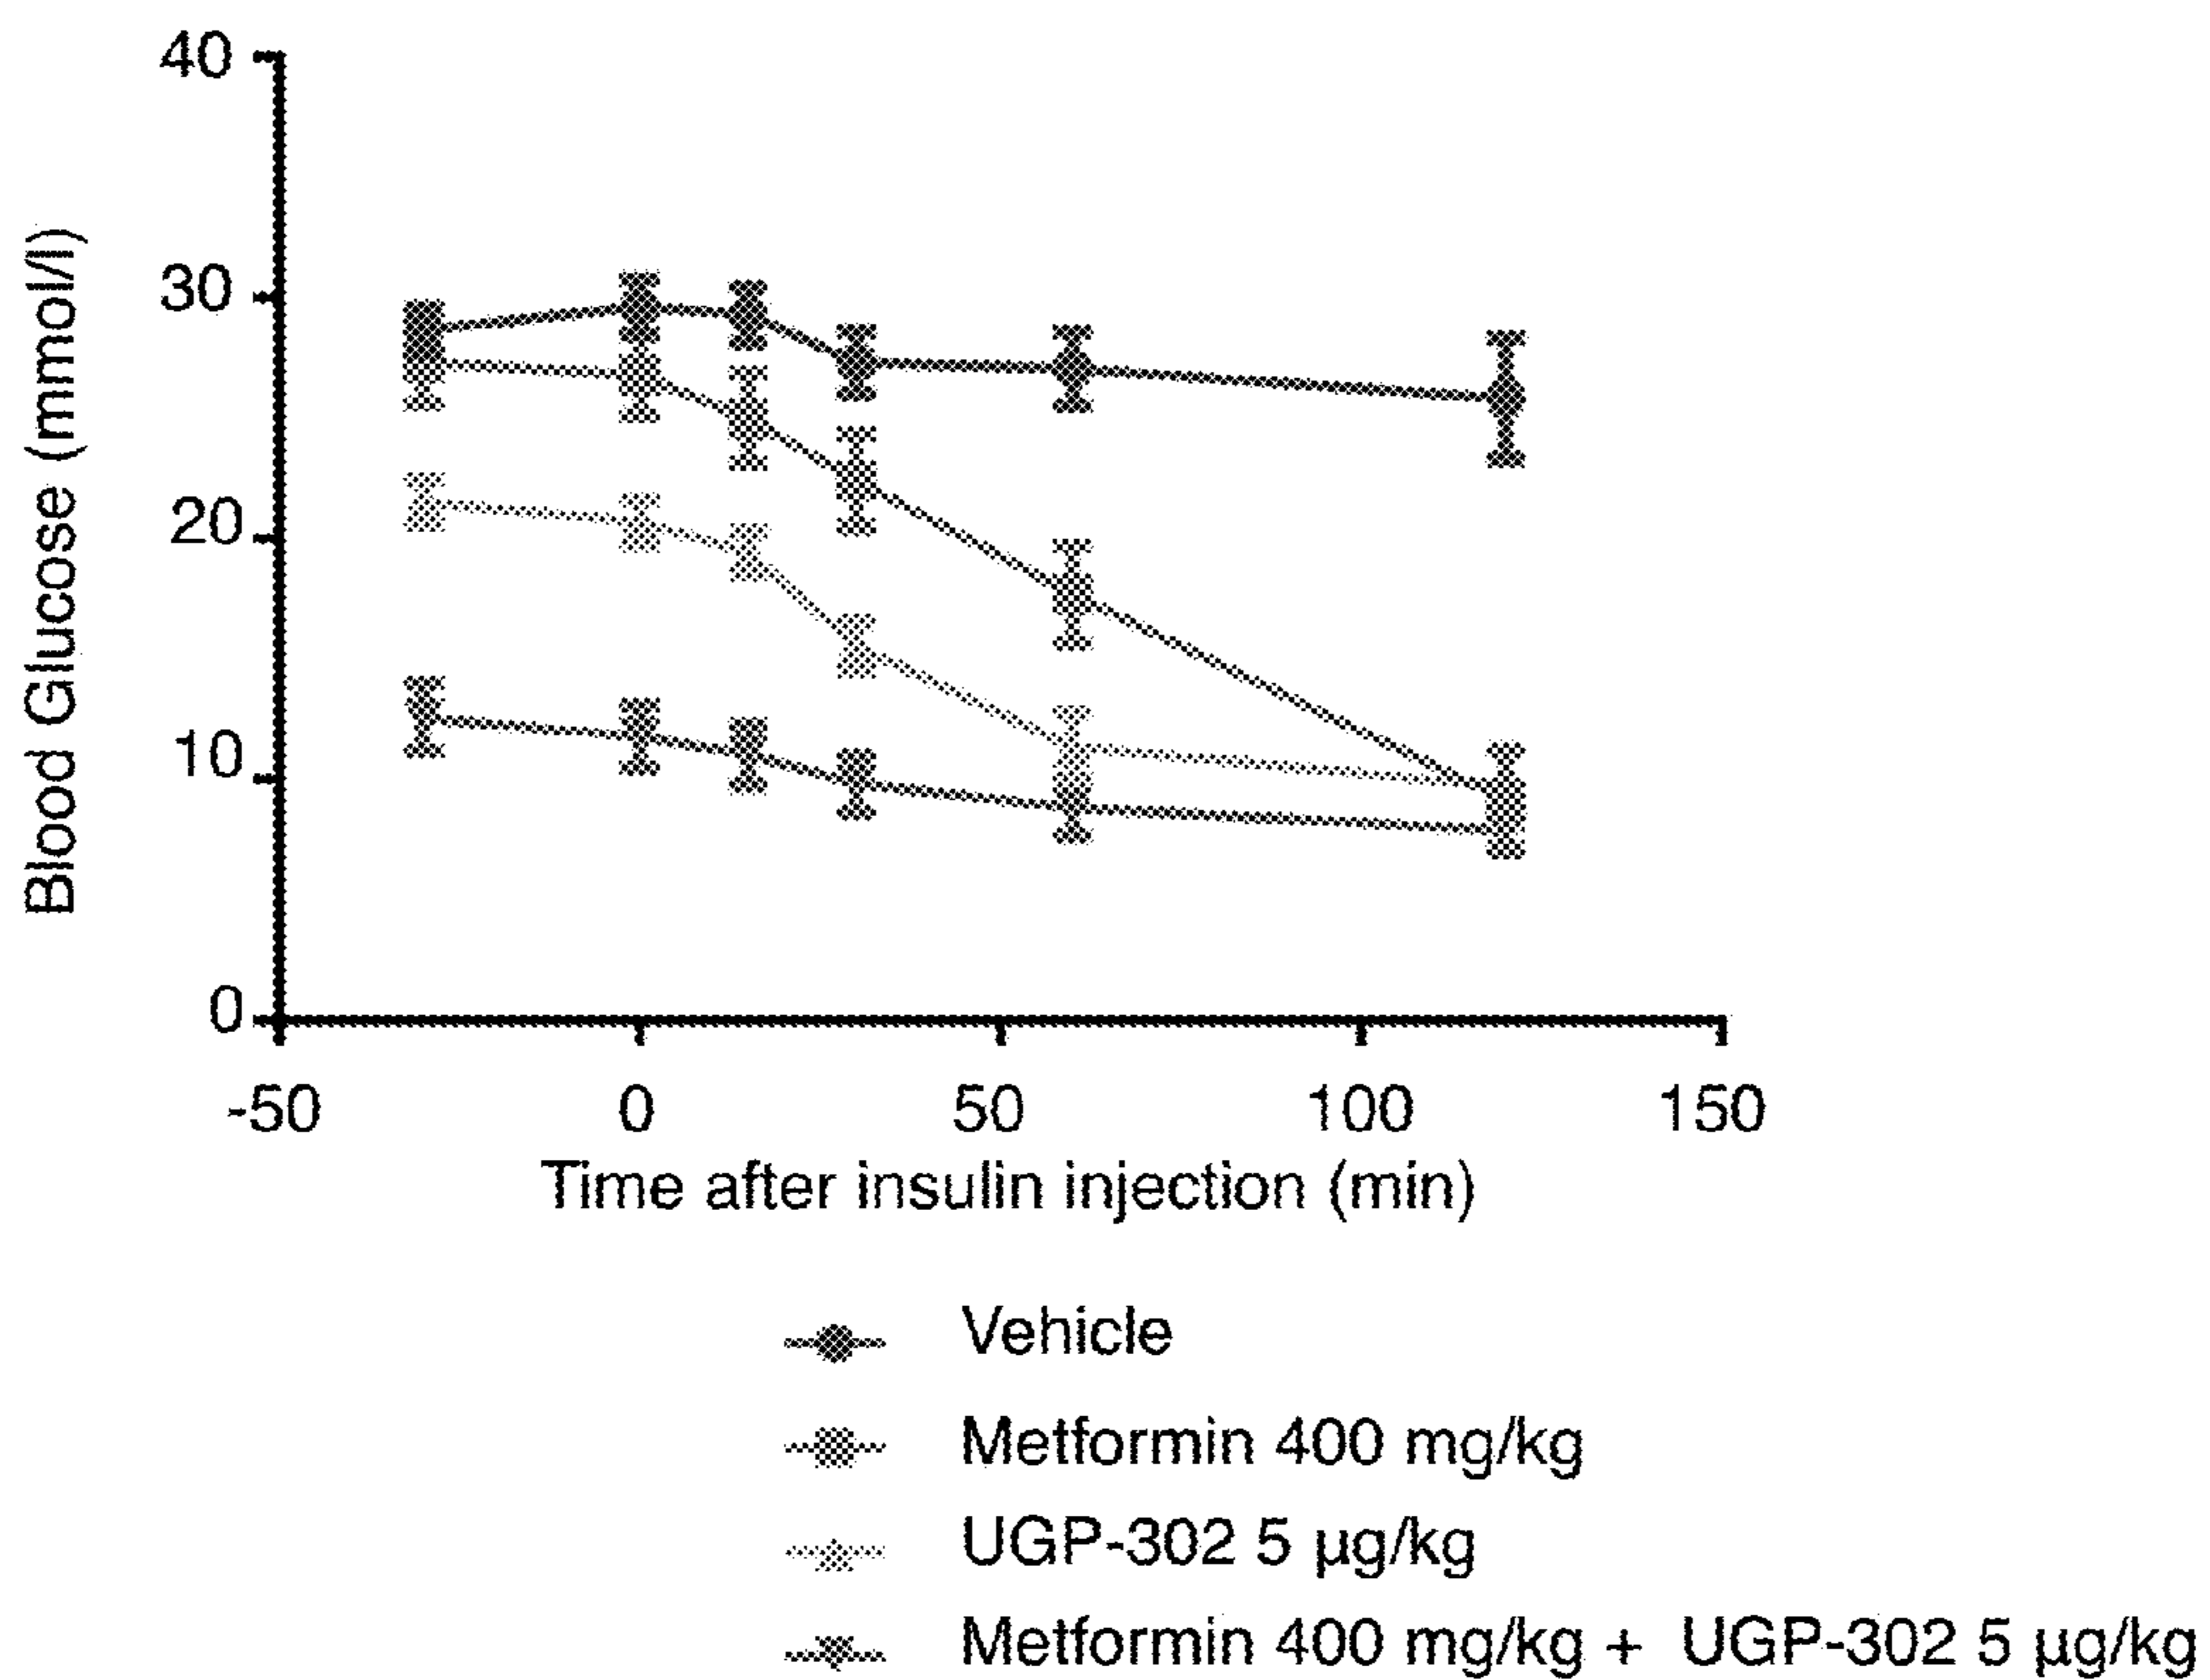 40
30
20
10
0
Blood Glucose (mmol/l)
-50 0 50 100 150
Time after insulin injection (min)
Vehicle
Metformin 400 mg/kg
UGP-302 5 µg/kg
Metformin 400 mg/kg + UGP-302 5 µg/kg